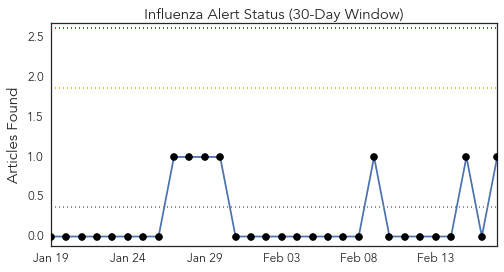 Influenza Alert Status (30-Day Window)
Articles Found
2.5
2.0
1.5
1.0
0.5
0.0
Jan 19 Jan 24 Jan 29 Feb 03 Feb 08 Feb 13